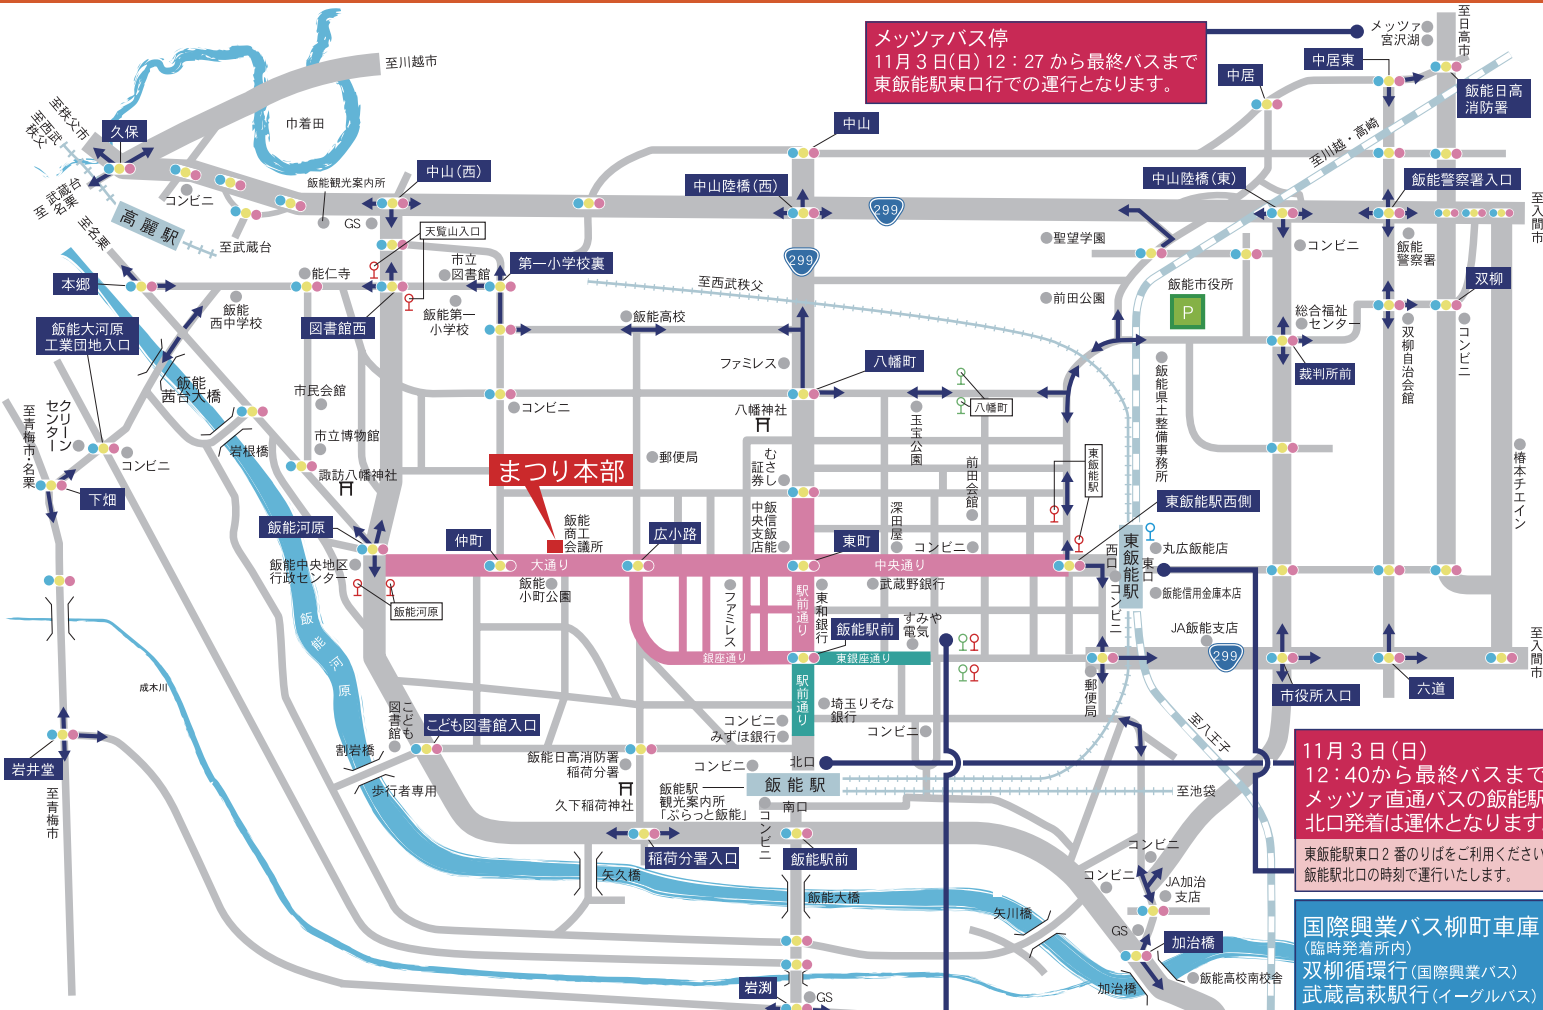 メッツァバス停
11月3日(日)12：27から最終バスまで
東飯能駅東口行での運行となります。
メッツァ
宮沢湖
至日高市
中居東
中居
飯能日高
消防署
至川越市
巾着田
至秩父市
至西武
秩父
久保
至 武蔵台
名栗
コンビニ
高麗駅
至名栗
至武蔵台
飯能観光案内所
GS
中山(西)
天覧山入口
中山
中山陸橋(西)
299
299
至川越・高崎
中山陸橋(東)
飯能警察署入口
至入間市
聖望学園
コンビニ
飯能
警察署
双柳
本郷
能仁寺
市立
図書館
第一小学校裏
飯能
西中学校
図書館西
飯能第一
小学校
至西武秩父
飯能高校
前田公園
飯能市役所
P
総合福祉
センター
双柳自治会館
コンビニ
裁判所前
飯能大河原
工業団地入口
飯能
茜台大橋
ファミレス
八幡町
八幡町
飯能県土整備事務所
市民会館
コンビニ
八幡神社
玉宝公園
至青梅市・名栗
クリーン
センター
コンビニ
岩根橋
市立博物館
郵便局
むさし
証券
前田会館
東飯能駅
椿本チエイン
下畑
諏訪八幡神社
まつり本部
飯能
商工
会議所
中央支店
飯能信金
深田屋
コンビニ
東飯能駅西側
飯能河原
仲町
広小路
東町
西口
東飯能駅
東口
丸広飯能店
飯能中央地区
行政センター
大通り
中央通り
飯能
小町公園
ファミレス
駅前通り
東和銀行
武蔵野銀行
コンビニ
飯能信用金庫本店
飯能河原
すみや
電気
飯能駅前
JA飯能支店
299
至入間市
飯能河原
銀座通り
東銀座通り
成木川
駅前通り
埼玉りそな
銀行
郵便局
市役所入口
六道
こども
図書館
こども図書館入口
コンビニ
みずほ銀行
コンビニ
至八王子
岩井堂
割岩橋
飯能日高消防署
稲荷分署
コンビニ
北口
飯能駅
11月3日(日)
12：40から最終バスまで
メッツァ直通バスの飯能駅
北口発着は運休となります。
至青梅市
歩行者専用
久下稲荷神社
飯能駅
観光案内所
「ぷらっと飯能」
南口
至池袋
コンビニ
稲荷分署入口
飯能駅前
コンビニ
東飯能駅東口2番のりばをご利用ください
飯能駅北口の時刻で運行いたします。
矢久橋
コンビニ
JA加治
支店
飯能大橋
矢川橋
GS
加治橋
国際興業バス柳町車庫
(臨時発着所内)
双柳循環行(国際興業バス)
武蔵高萩駅行(イーグルバス)
飯能高校南校舎
加治橋
岩渕
GS